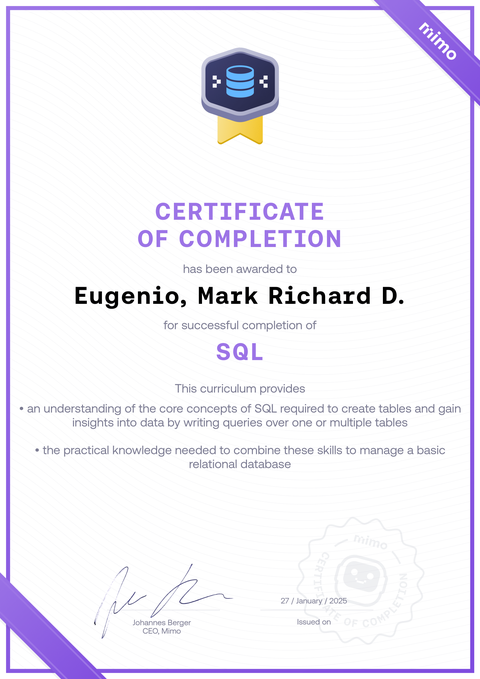 mimo
CERTIFICATE
OF COMPLETION
has been awarded to
Eugenio, Mark Richard D.
for successful completion of
SQL
This curriculum provides
• an understanding of the core concepts of SQL required to create tables and gain
insights into data by writing queries over one or multiple tables
• the practical knowledge needed to combine these skills to manage a basic
relational database
mimo
CERTIFICATE OF COMPLETION
27 / January / 2025
Johannes Berger
CEO, Mimo
Issued on